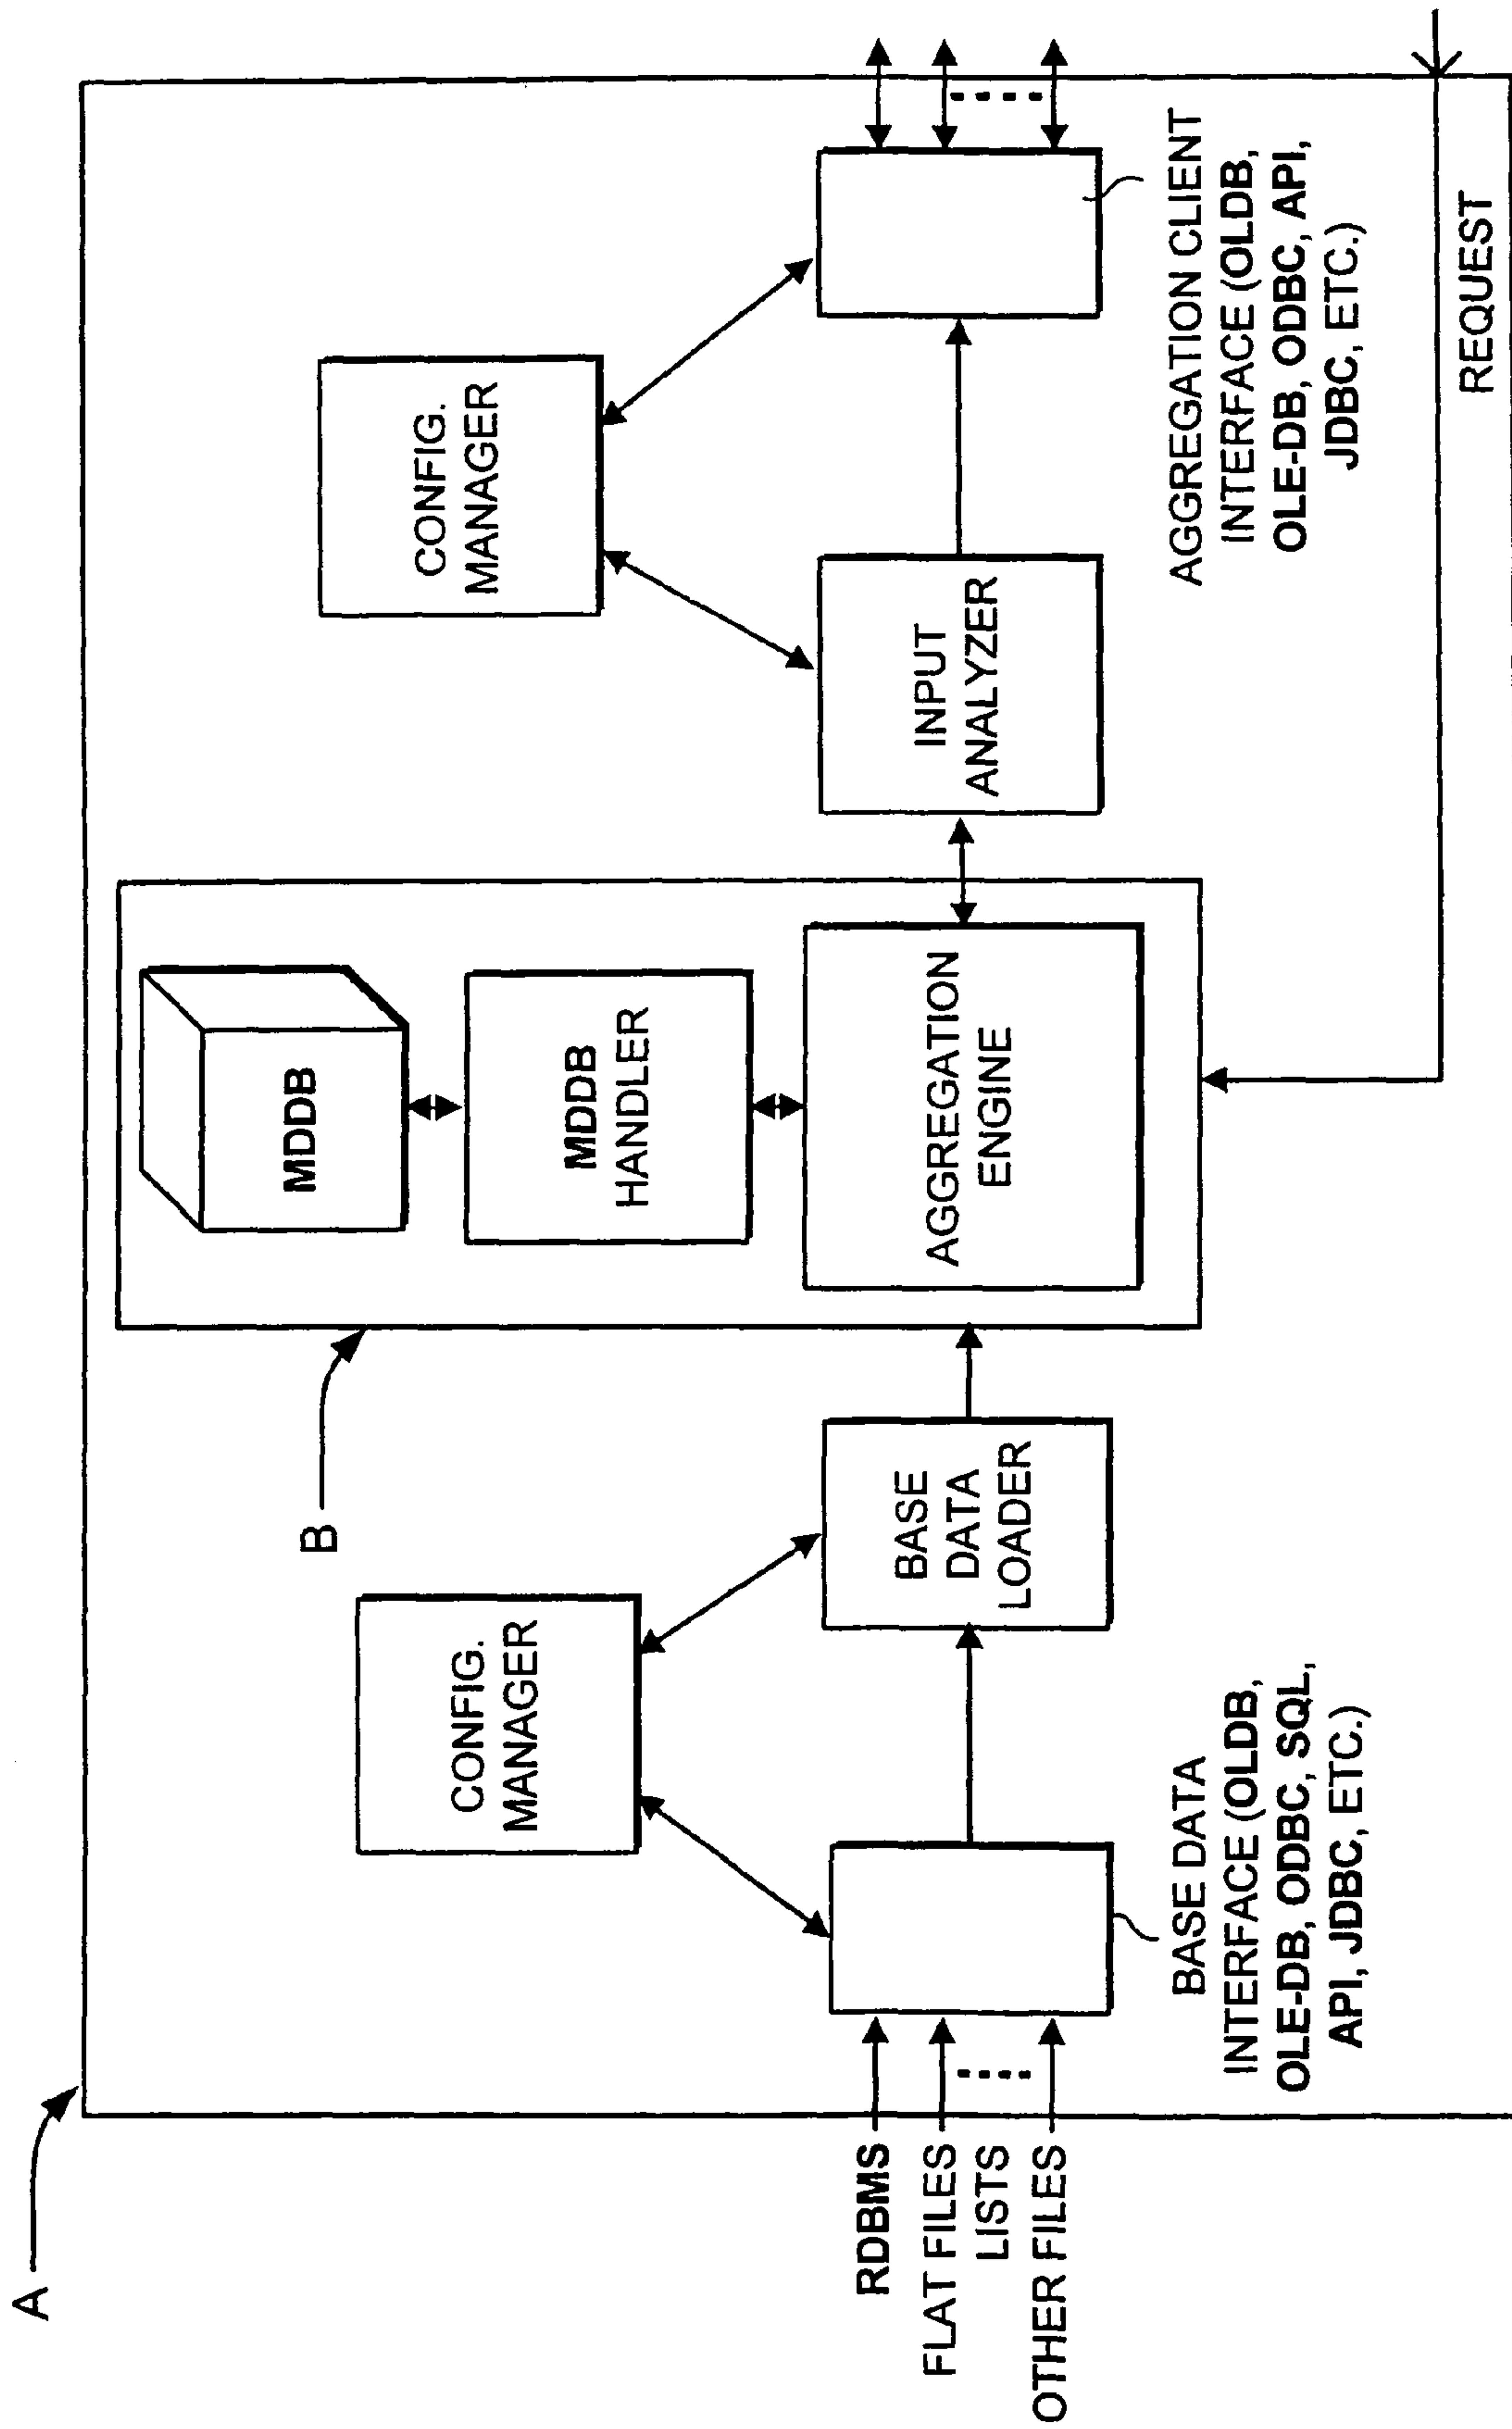 A
B
MDDB
CONFIG.
MANAGER
MDDB
HANDLER
CONFIG.
MANAGER
RDBMS
FLAT FILES
LISTS
OTHER FILES
BASE
DATA
LOADER
AGGREGATION
ENGINE
INPUT
ANALYZER
BASE DATA
INTERFACE (OLDB,
OLE-DB, ODBC, SQL,
API, JDBC, ETC.)
AGGREGATION CLIENT
INTERFACE (OLDB,
OLE-DB, ODBC, API,
JDBC, ETC.)
REQUEST